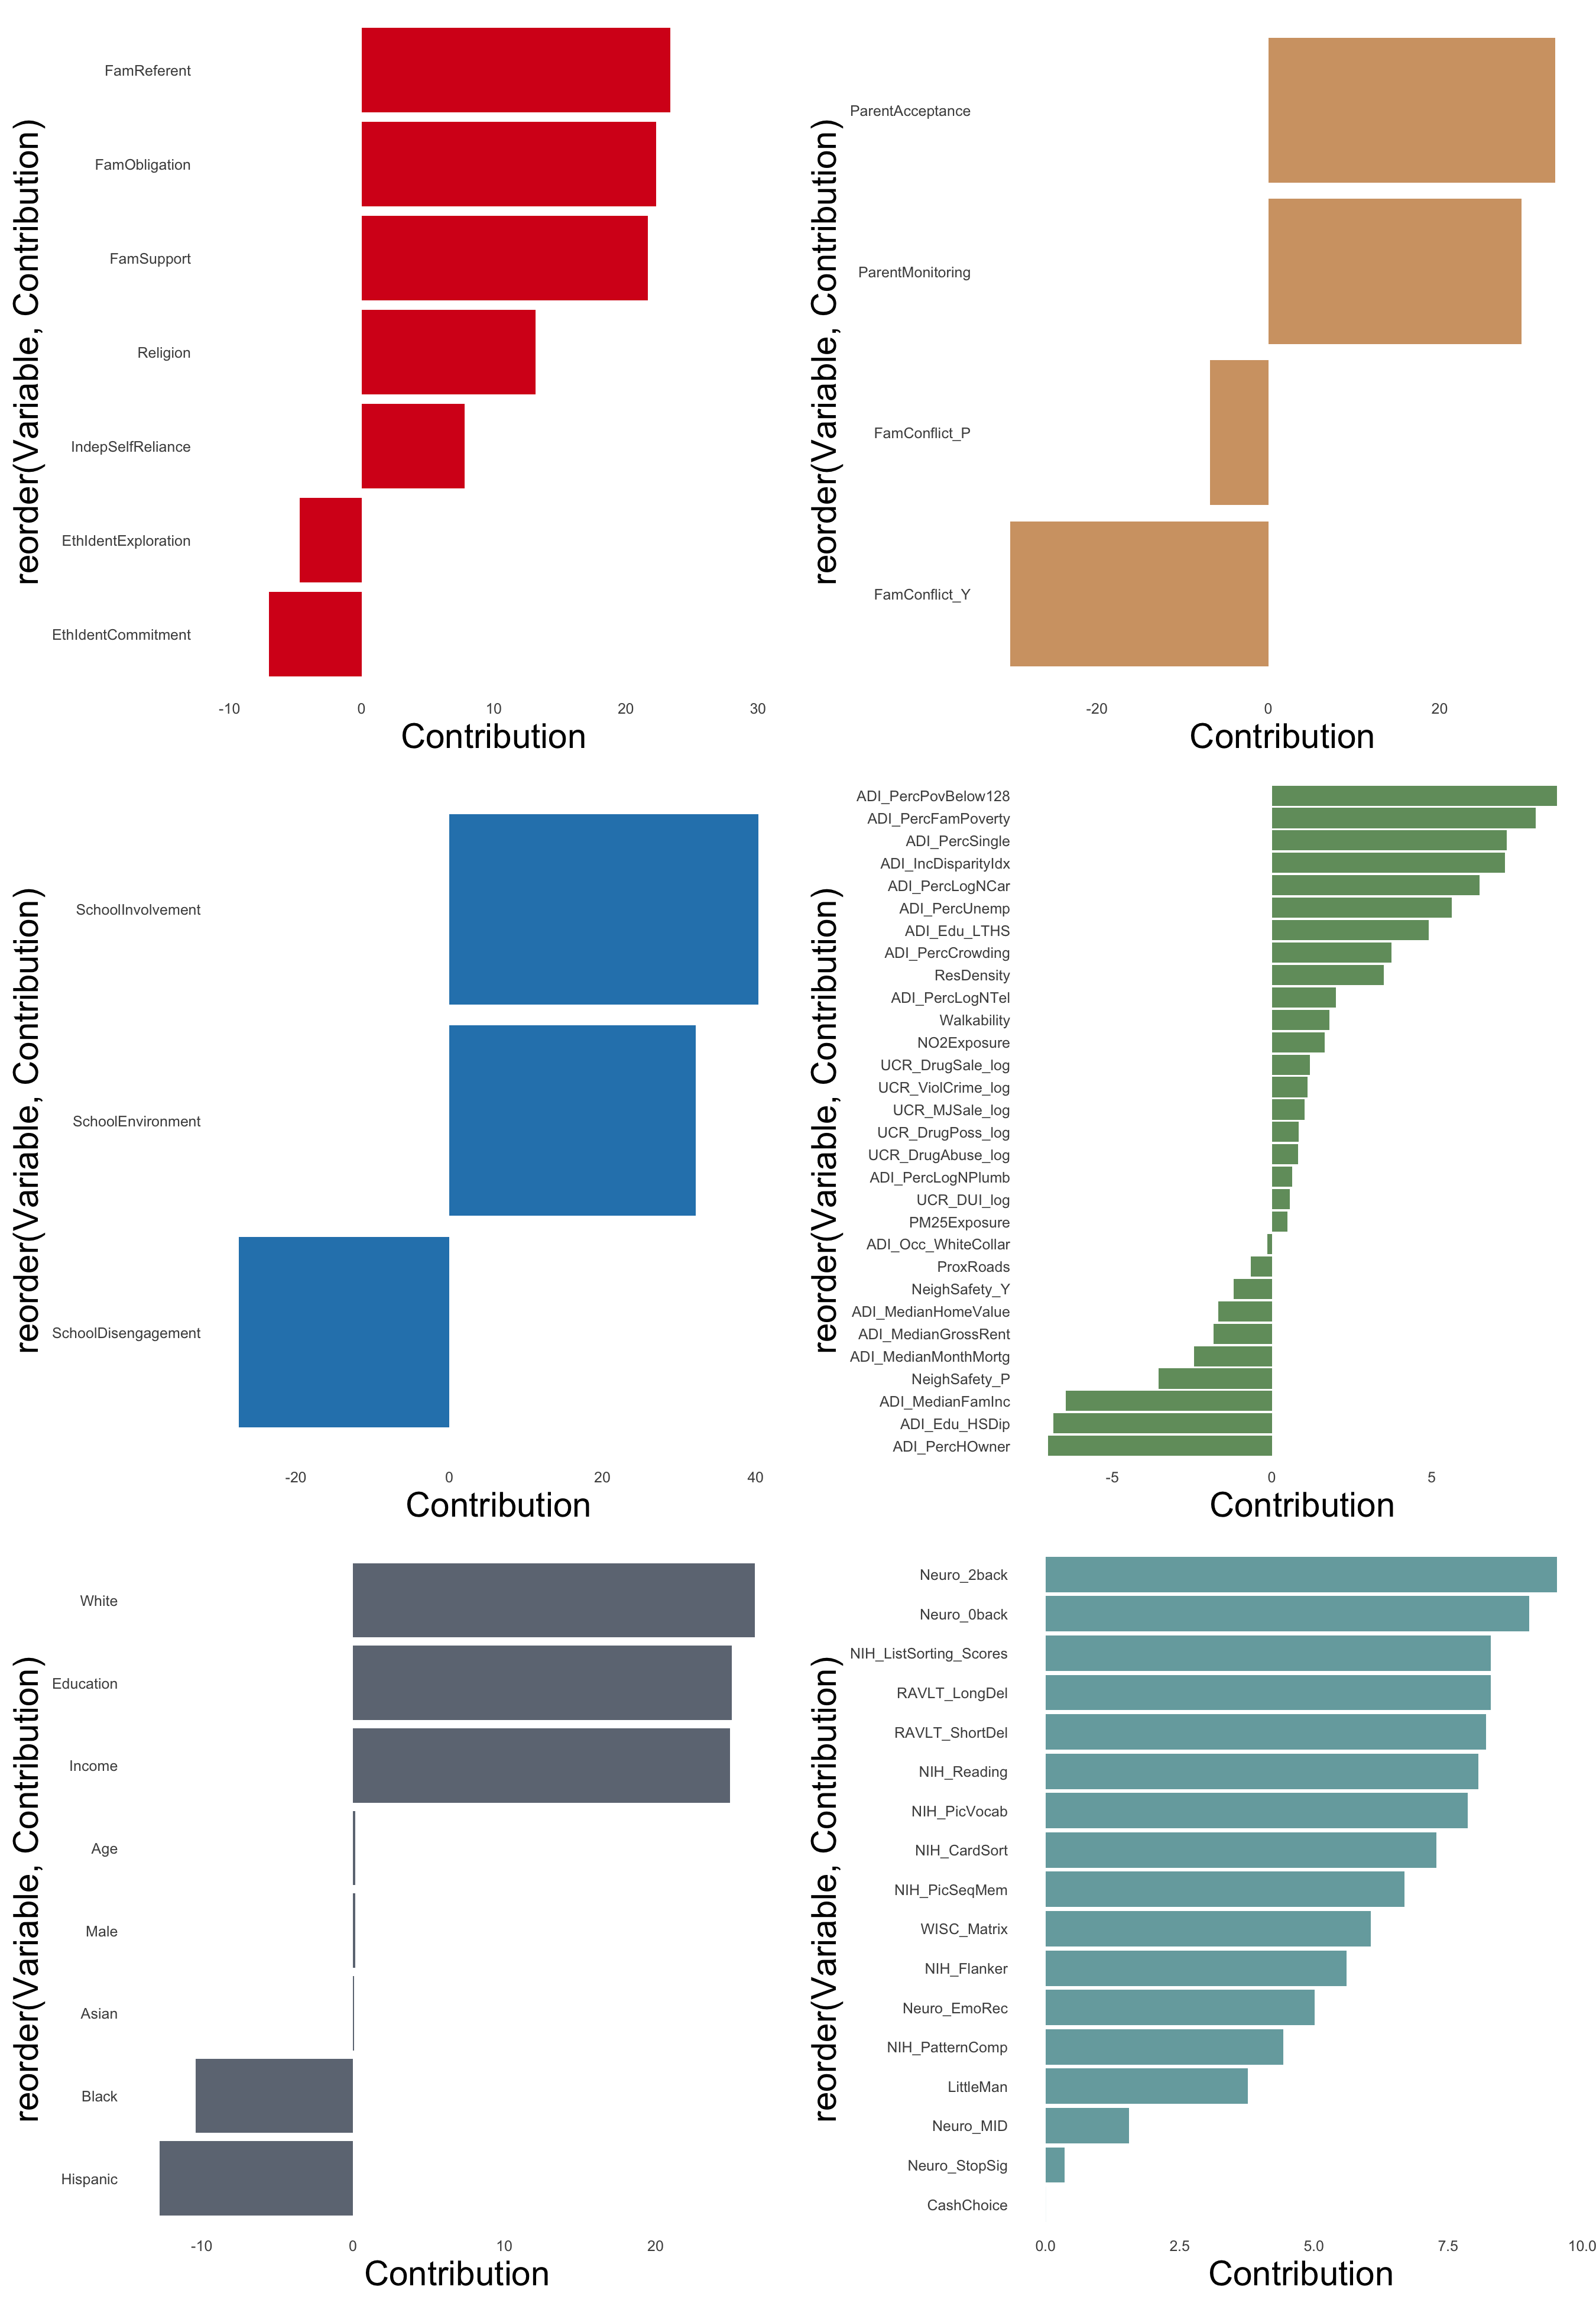 reorder(Variable, Contribution)
FamReferent
FamObligation
FamSupport
Religion
IndepSelfReliance
EthIdentExploration
EthIdentCommitment
-10 0 10 20 30
Contribution
reorder(Variable, Contribution)
ParentAcceptance
ParentMonitoring
FamConflict_P
FamConflict_Y
-20 0 20
Contribution
reorder(Variable, Contribution)
SchoolInvolvement
SchoolEnvironment
SchoolDisengagement
-20 0 20 40
Contribution
reorder(Variable, Contribution)
ADI_PercPovBelow128
ADI_PercFamPoverty
ADI_PercSingle
ADI_IncDisparityIdx
ADI_PercLogNCar
ADI_PercUnemp
ADI_Edu_LTHS
ADI_PercCrowding
ResDensity
ADI_PercLogNTel
Walkability
NO2Exposure
UCR_DrugSale_log
UCR_ViolCrime_log
UCR_MJSale_log
UCR_DrugPoss_log
UCR_DrugAbuse_log
ADI_PercLogNPlumb
UCR_DUI_log
PM25Exposure
ADI_Occ_WhiteCollar
ProxRoads
NeighSafety_Y
ADI_MedianHomeValue
ADI_MedianGrossRent
ADI_MedianMonthMortg
NeighSafety_P
ADI_MedianFamInc
ADI_Edu_HSDip
ADI_PercHOwner
-5 0 5
Contribution
reorder(Variable, Contribution)
White
Education
Income
Age
Male
Asian
Black
Hispanic
-10 0 10 20
Contribution
reorder(Variable, Contribution)
Neuro_2back
Neuro_0back
NIH_ListSorting_Scores
RAVLT_LongDel
RAVLT_ShortDel
NIH_Reading
NIH_PicVocab
NIH_CardSort
NIH_PicSeqMem
WISC_Matrix
NIH_Flanker
Neuro_EmoRec
NIH_PatternComp
LittleMan
Neuro_MID
Neuro_StopSig
CashChoice
0.0 2.5 5.0 7.5 10.0
Contribution